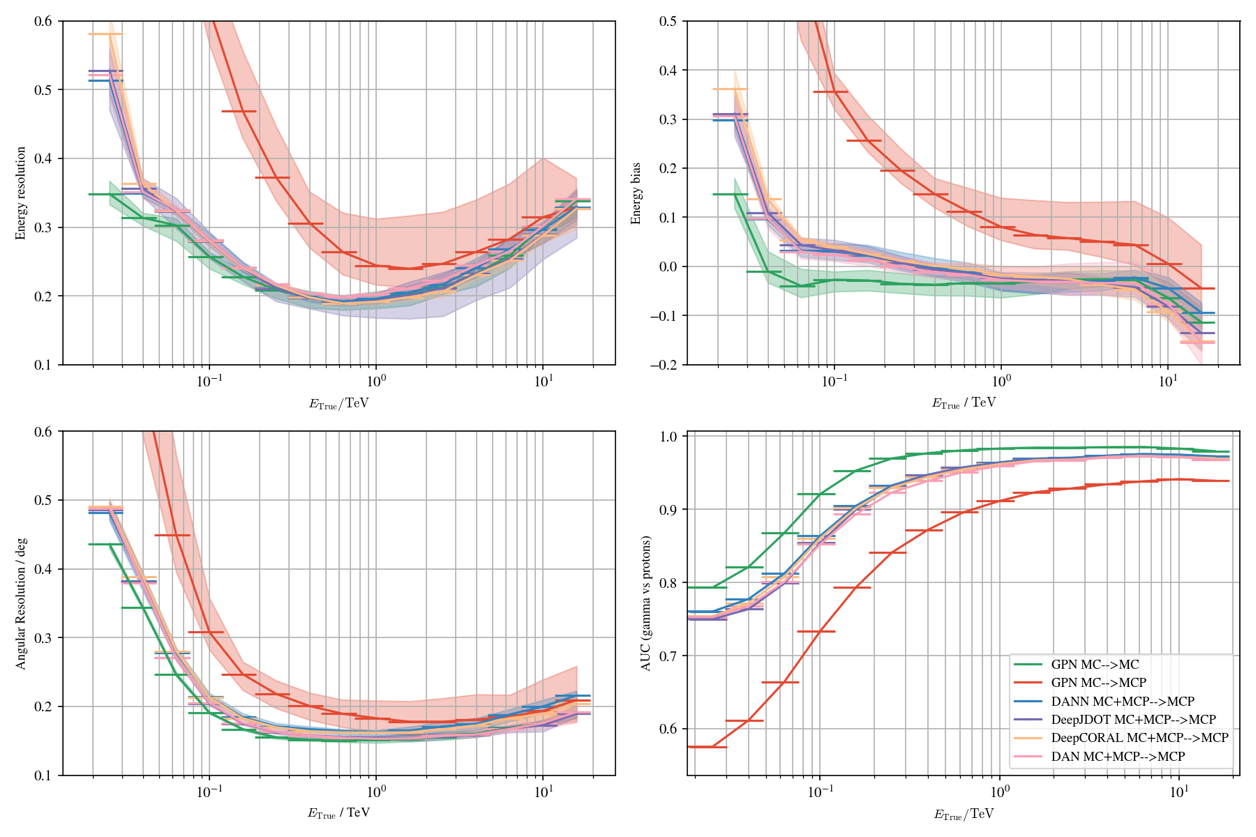 0.6
0.5
0.4
0.3
0.2
0.1
Energy resolution
10⁻¹ 10⁰ 10¹
E_True/TeV
0.5
0.4
0.3
0.2
0.1
0.0
−0.1
−0.2
Energy bias
10⁻¹ 10⁰ 10¹
E_True / TeV
0.6
0.5
0.4
0.3
0.2
0.1
Angular Resolution / deg
10⁻¹ 10⁰ 10¹
E_True / TeV
1.0
0.9
0.8
0.7
0.6
AUC (gamma vs protons)
GPN MC-->MC
GPN MC-->MCP
DANN MC+MCP-->MCP
DeepJDOT MC+MCP-->MCP
DeepCORAL MC+MCP-->MCP
DAN MC+MCP-->MCP
10⁻¹ 10⁰ 10¹
E_True/TeV